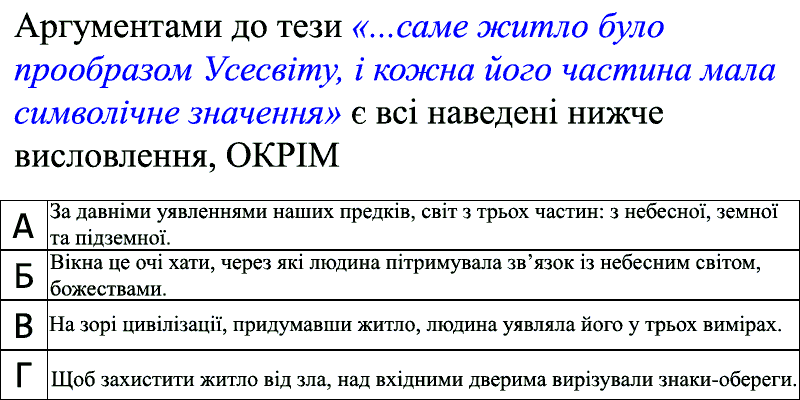 Аргументами до тези «...саме житло було
прообразом Усесвіту, і кожна його частина мала
символічне значення» є всі наведені нижче
висловлення, ОКРІМ
А За давніми уявленнями наших предків, світ з трьох частин: з небесної, земної
та підземної.
Б Вікна це очі хати, через які людина пітримувала зв’язок із небесним світом,
божествами.
В На зорі цивілізації, придумавши житло, людина уявляла його у трьох вимірах.
Г Щоб захистити житло від зла, над вхідними дверима вирізували знаки-обереги.